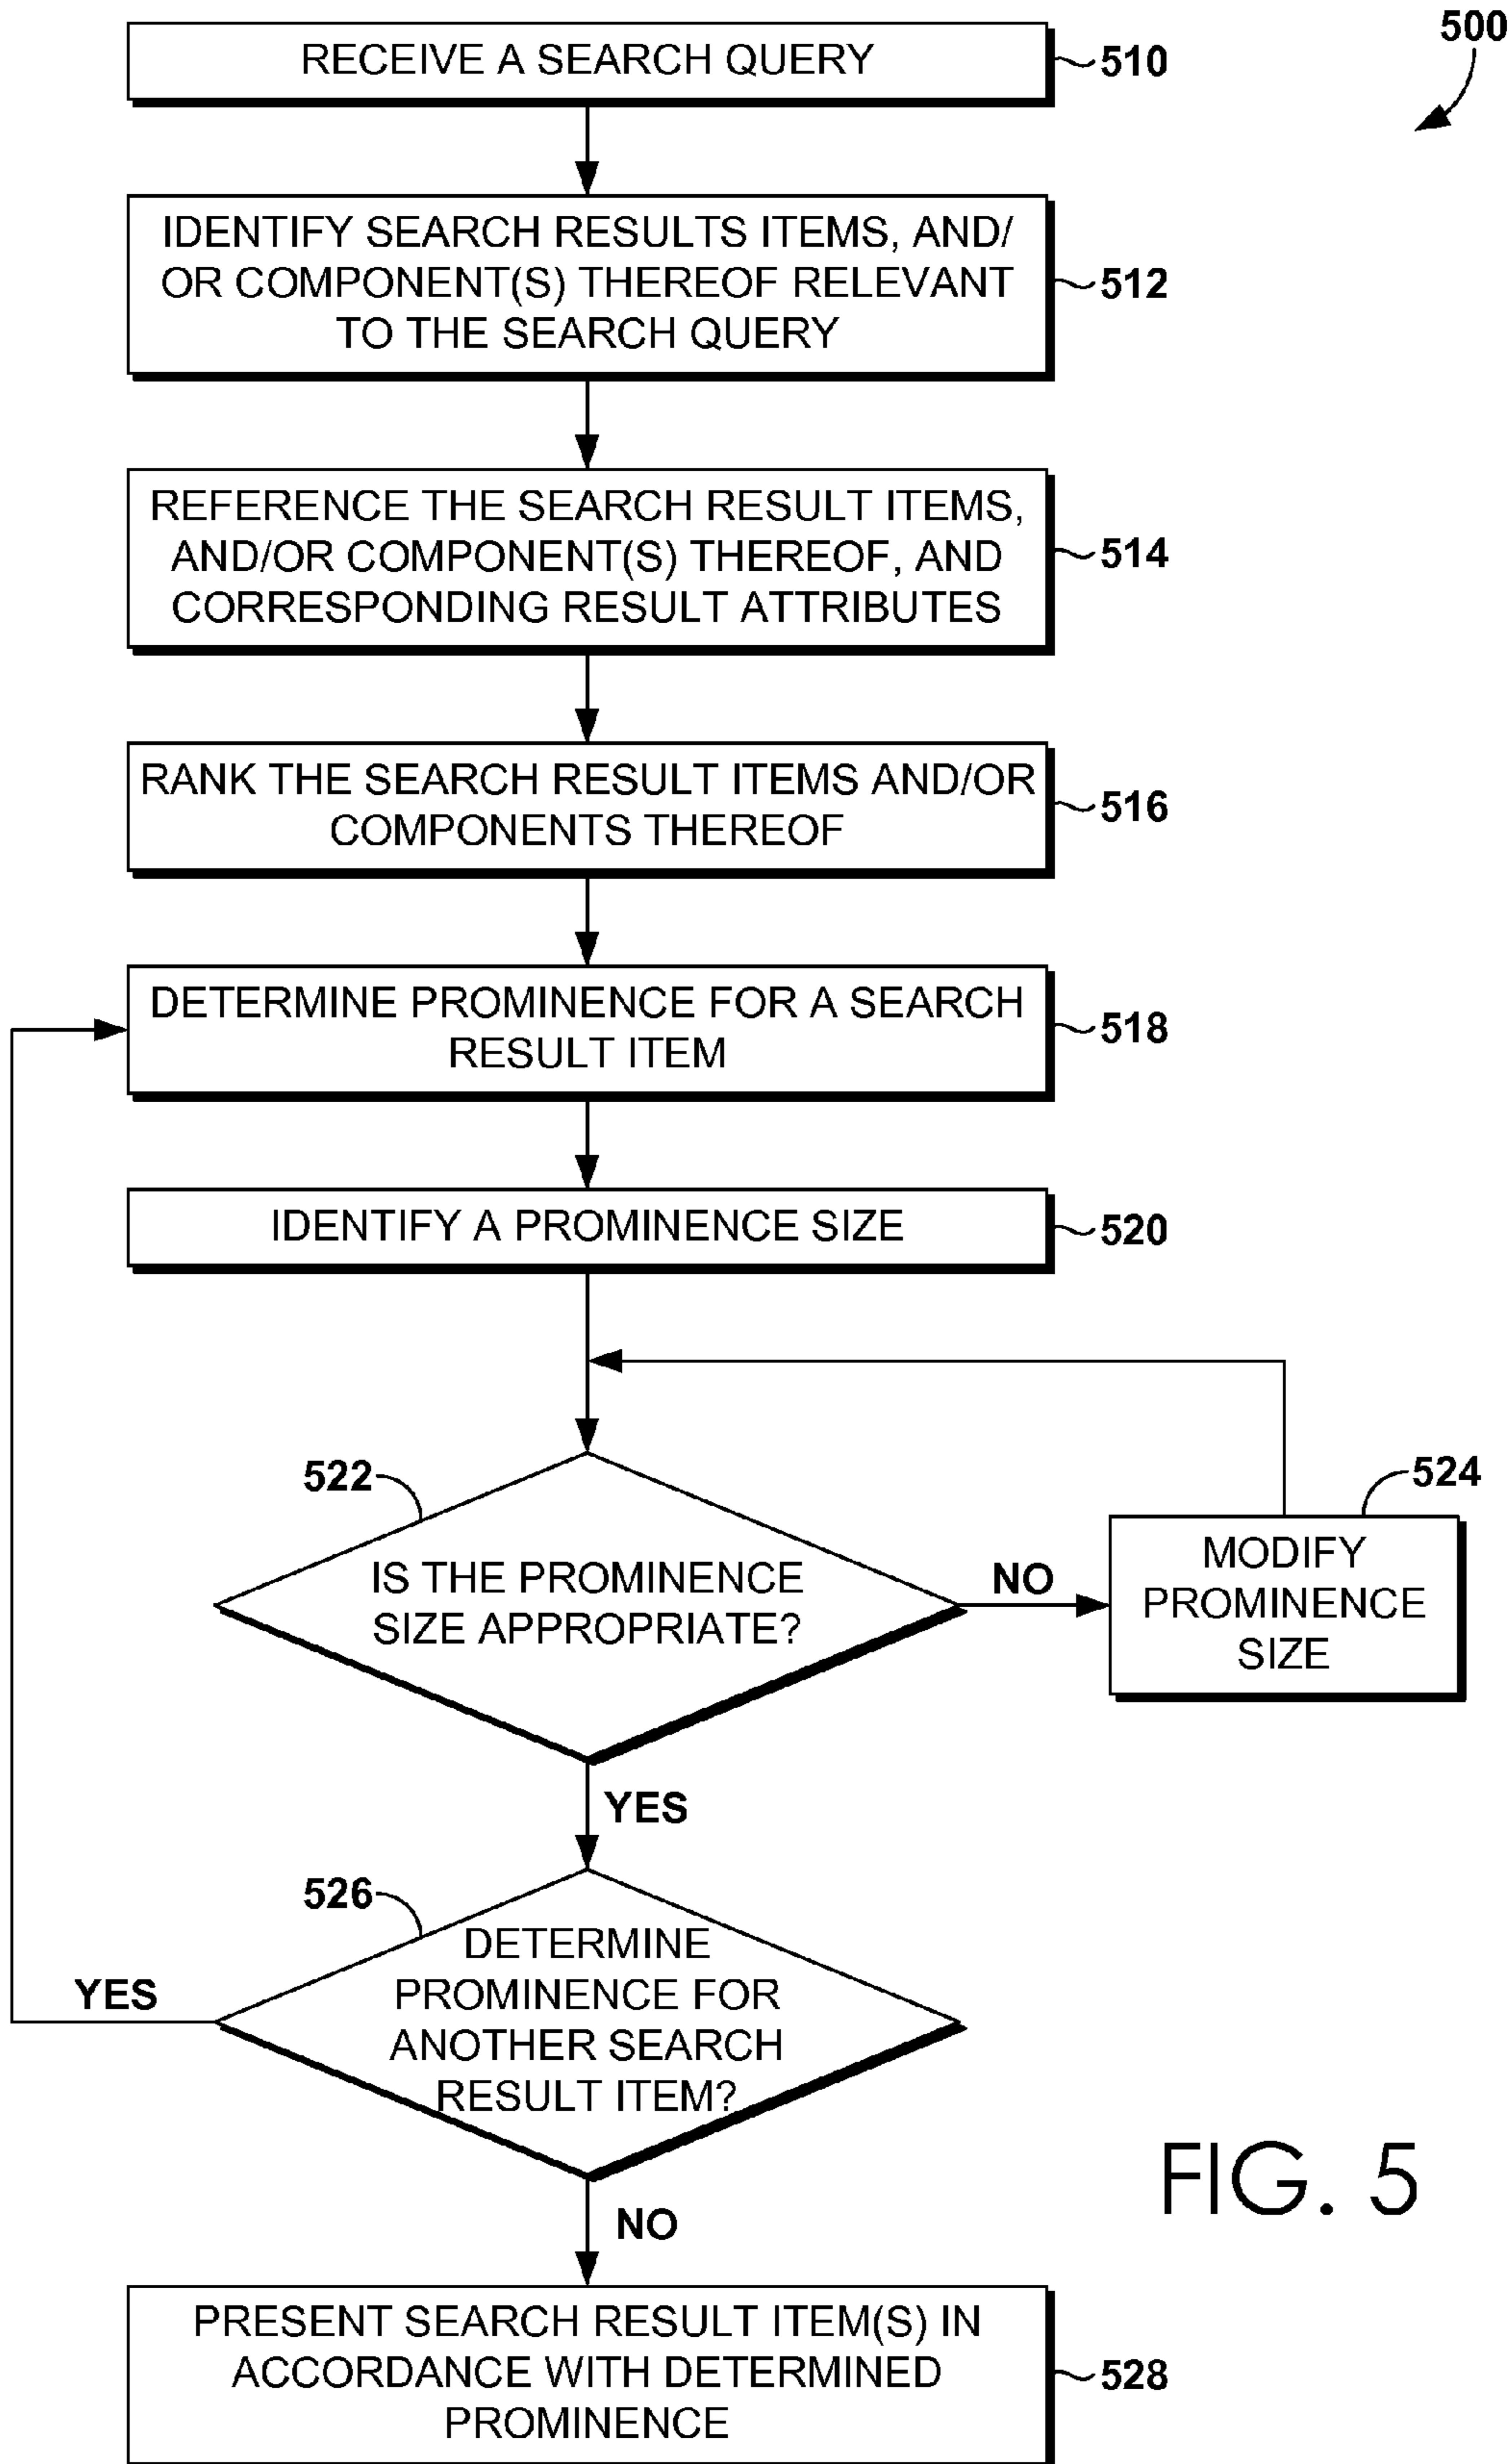 500
RECEIVE A SEARCH QUERY
510
IDENTIFY SEARCH RESULTS ITEMS, AND/
OR COMPONENT(S) THEREOF RELEVANT
TO THE SEARCH QUERY
512
REFERENCE THE SEARCH RESULT ITEMS,
AND/OR COMPONENT(S) THEREOF, AND
CORRESPONDING RESULT ATTRIBUTES
514
RANK THE SEARCH RESULT ITEMS AND/OR
COMPONENTS THEREOF
516
DETERMINE PROMINENCE FOR A SEARCH
RESULT ITEM
518
IDENTIFY A PROMINENCE SIZE
520
522
IS THE PROMINENCE
SIZE APPROPRIATE?
NO
524
MODIFY
PROMINENCE
SIZE
YES
526
DETERMINE
PROMINENCE FOR
ANOTHER SEARCH
RESULT ITEM?
YES
NO
PRESENT SEARCH RESULT ITEM(S) IN
ACCORDANCE WITH DETERMINED
PROMINENCE
528
FIG. 5